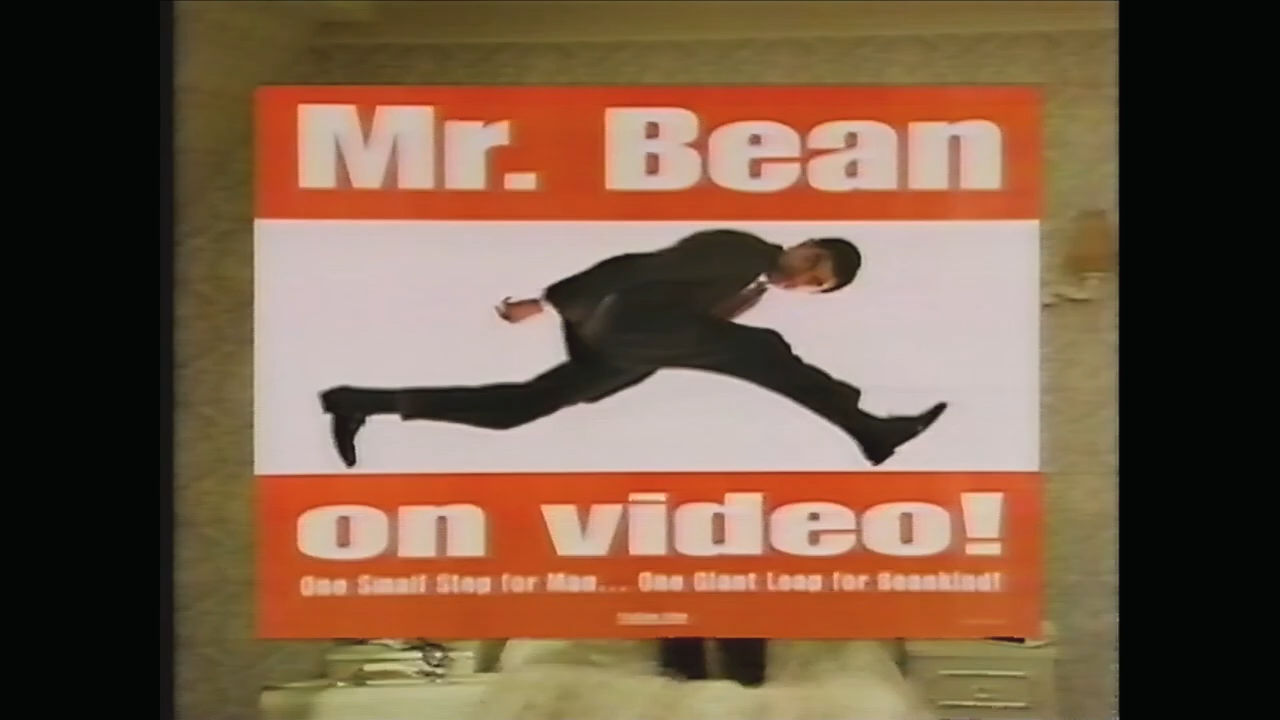 Mr. Bean
on video!
One Small Step for Man... One Giant Leap for Beankind!